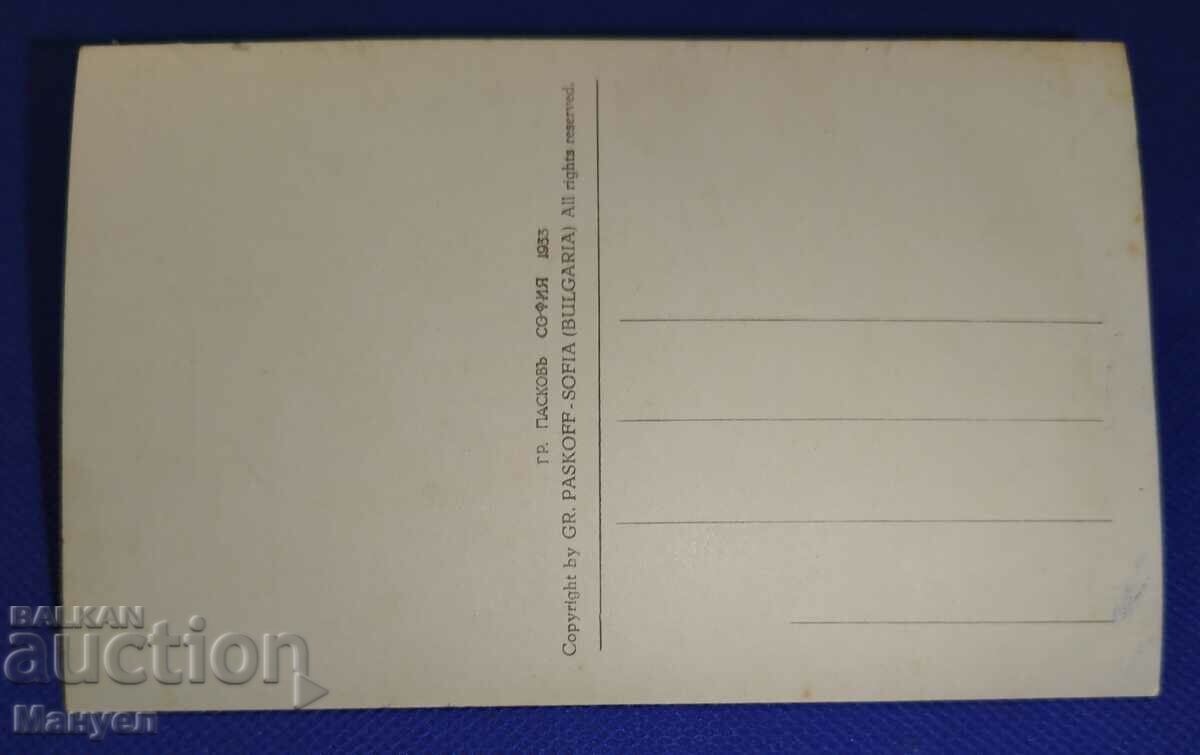 ГР. ПАСКОВЪ СОФИЯ 1933
Copyright by GR. PASKOFF - SOFIA (BULGARIA) All rights reserved.
BALKAN
auction
Мануел